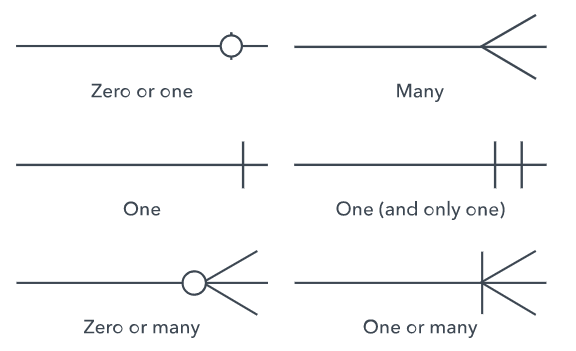 Zero or one
Many
One
One (and only one)
Zero or many
One or many